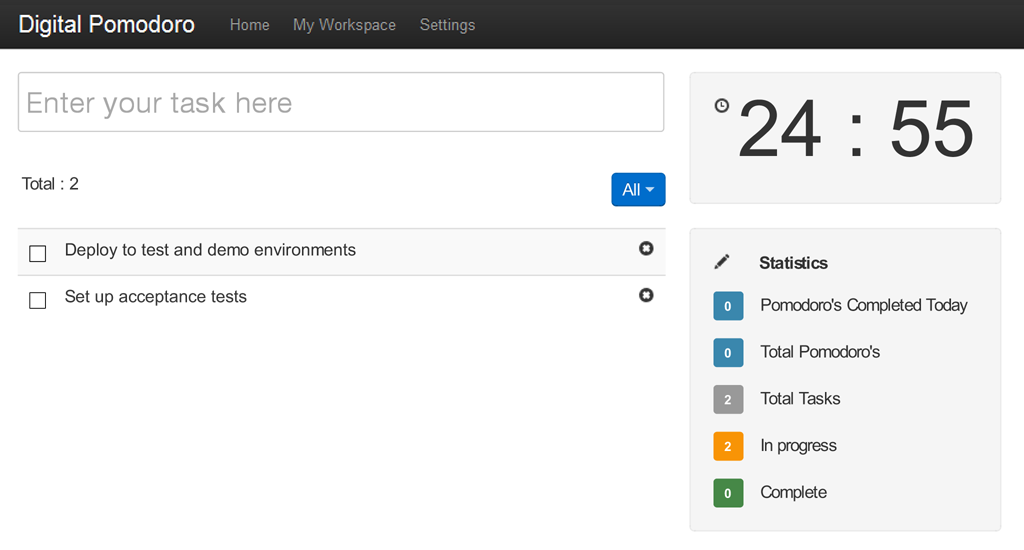 Digital Pomodoro Home My Workspace Settings
Enter your task here
24 : 55
Total : 2
All
Deploy to test and demo environments
Set up acceptance tests
Statistics
0 Pomodoro's Completed Today
0 Total Pomodoro's
2 Total Tasks
2 In progress
0 Complete